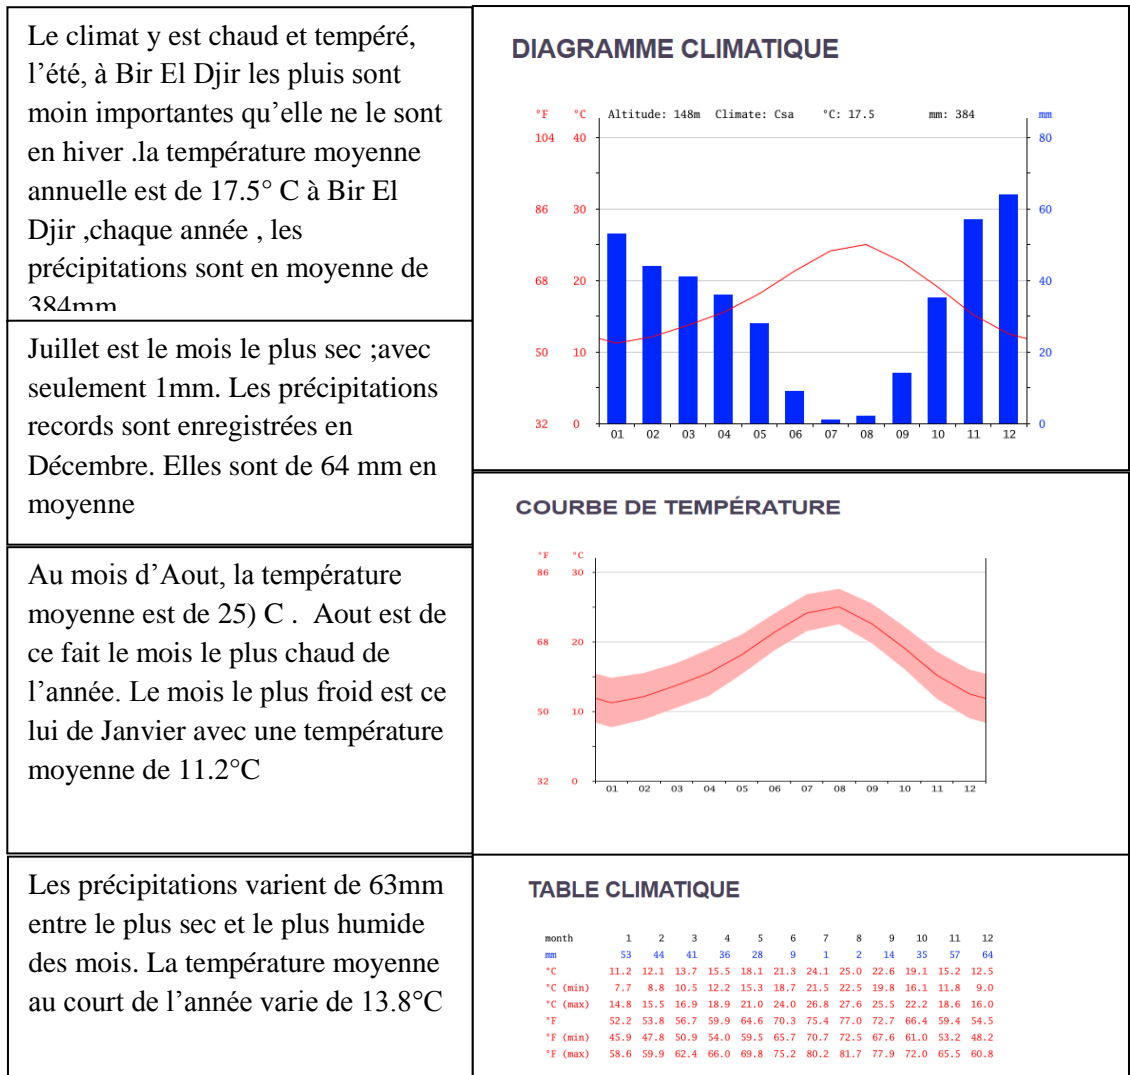 Le climat y est chaud et tempéré,
l’été, à Bir El Djir les pluis sont
moin importantes qu’elle ne le sont
en hiver .la température moyenne
annuelle est de 17.5° C à Bir El
Djir ,chaque année , les
précipitations sont en moyenne de
384mm
DIAGRAMME CLIMATIQUE
°F °C Altitude: 148m Climate: Csa °C: 17.5 mm: 384 mm
104 40 80
86 30 60
68 20 40
50 10 20
32 0 0
01 02 03 04 05 06 07 08 09 10 11 12
Juillet est le mois le plus sec ;avec
seulement 1mm. Les précipitations
records sont enregistrées en
Décembre. Elles sont de 64 mm en
moyenne
COURBE DE TEMPÉRATURE
°F °C
86 30
68 20
50 10
32 0
01 02 03 04 05 06 07 08 09 10 11 12
Au mois d’Aout, la température
moyenne est de 25) C . Aout est de
ce fait le mois le plus chaud de
l’année. Le mois le plus froid est ce
lui de Janvier avec une température
moyenne de 11.2°C
Les précipitations varient de 63mm
entre le plus sec et le plus humide
des mois. La température moyenne
au court de l’année varie de 13.8°C
TABLE CLIMATIQUE
month 1 2 3 4 5 6 7 8 9 10 11 12
mm 53 44 41 36 28 9 1 2 14 35 57 64
°C 11.2 12.1 13.7 15.5 18.1 21.3 24.1 25.0 22.6 19.1 15.2 12.5
°C (min) 7.7 8.8 10.5 12.2 15.3 18.7 21.5 22.5 19.8 16.1 11.8 9.0
°C (max) 14.8 15.5 16.9 18.9 21.0 24.0 26.8 27.6 25.5 22.2 18.6 16.0
°F 52.2 53.8 56.7 59.9 64.6 70.3 75.4 77.0 72.7 66.4 59.4 54.5
°F (min) 45.9 47.8 50.9 54.0 59.5 65.7 70.7 72.5 67.6 61.0 53.2 48.2
°F (max) 58.6 59.9 62.4 66.0 69.8 75.2 80.2 81.7 77.9 72.0 65.5 60.8